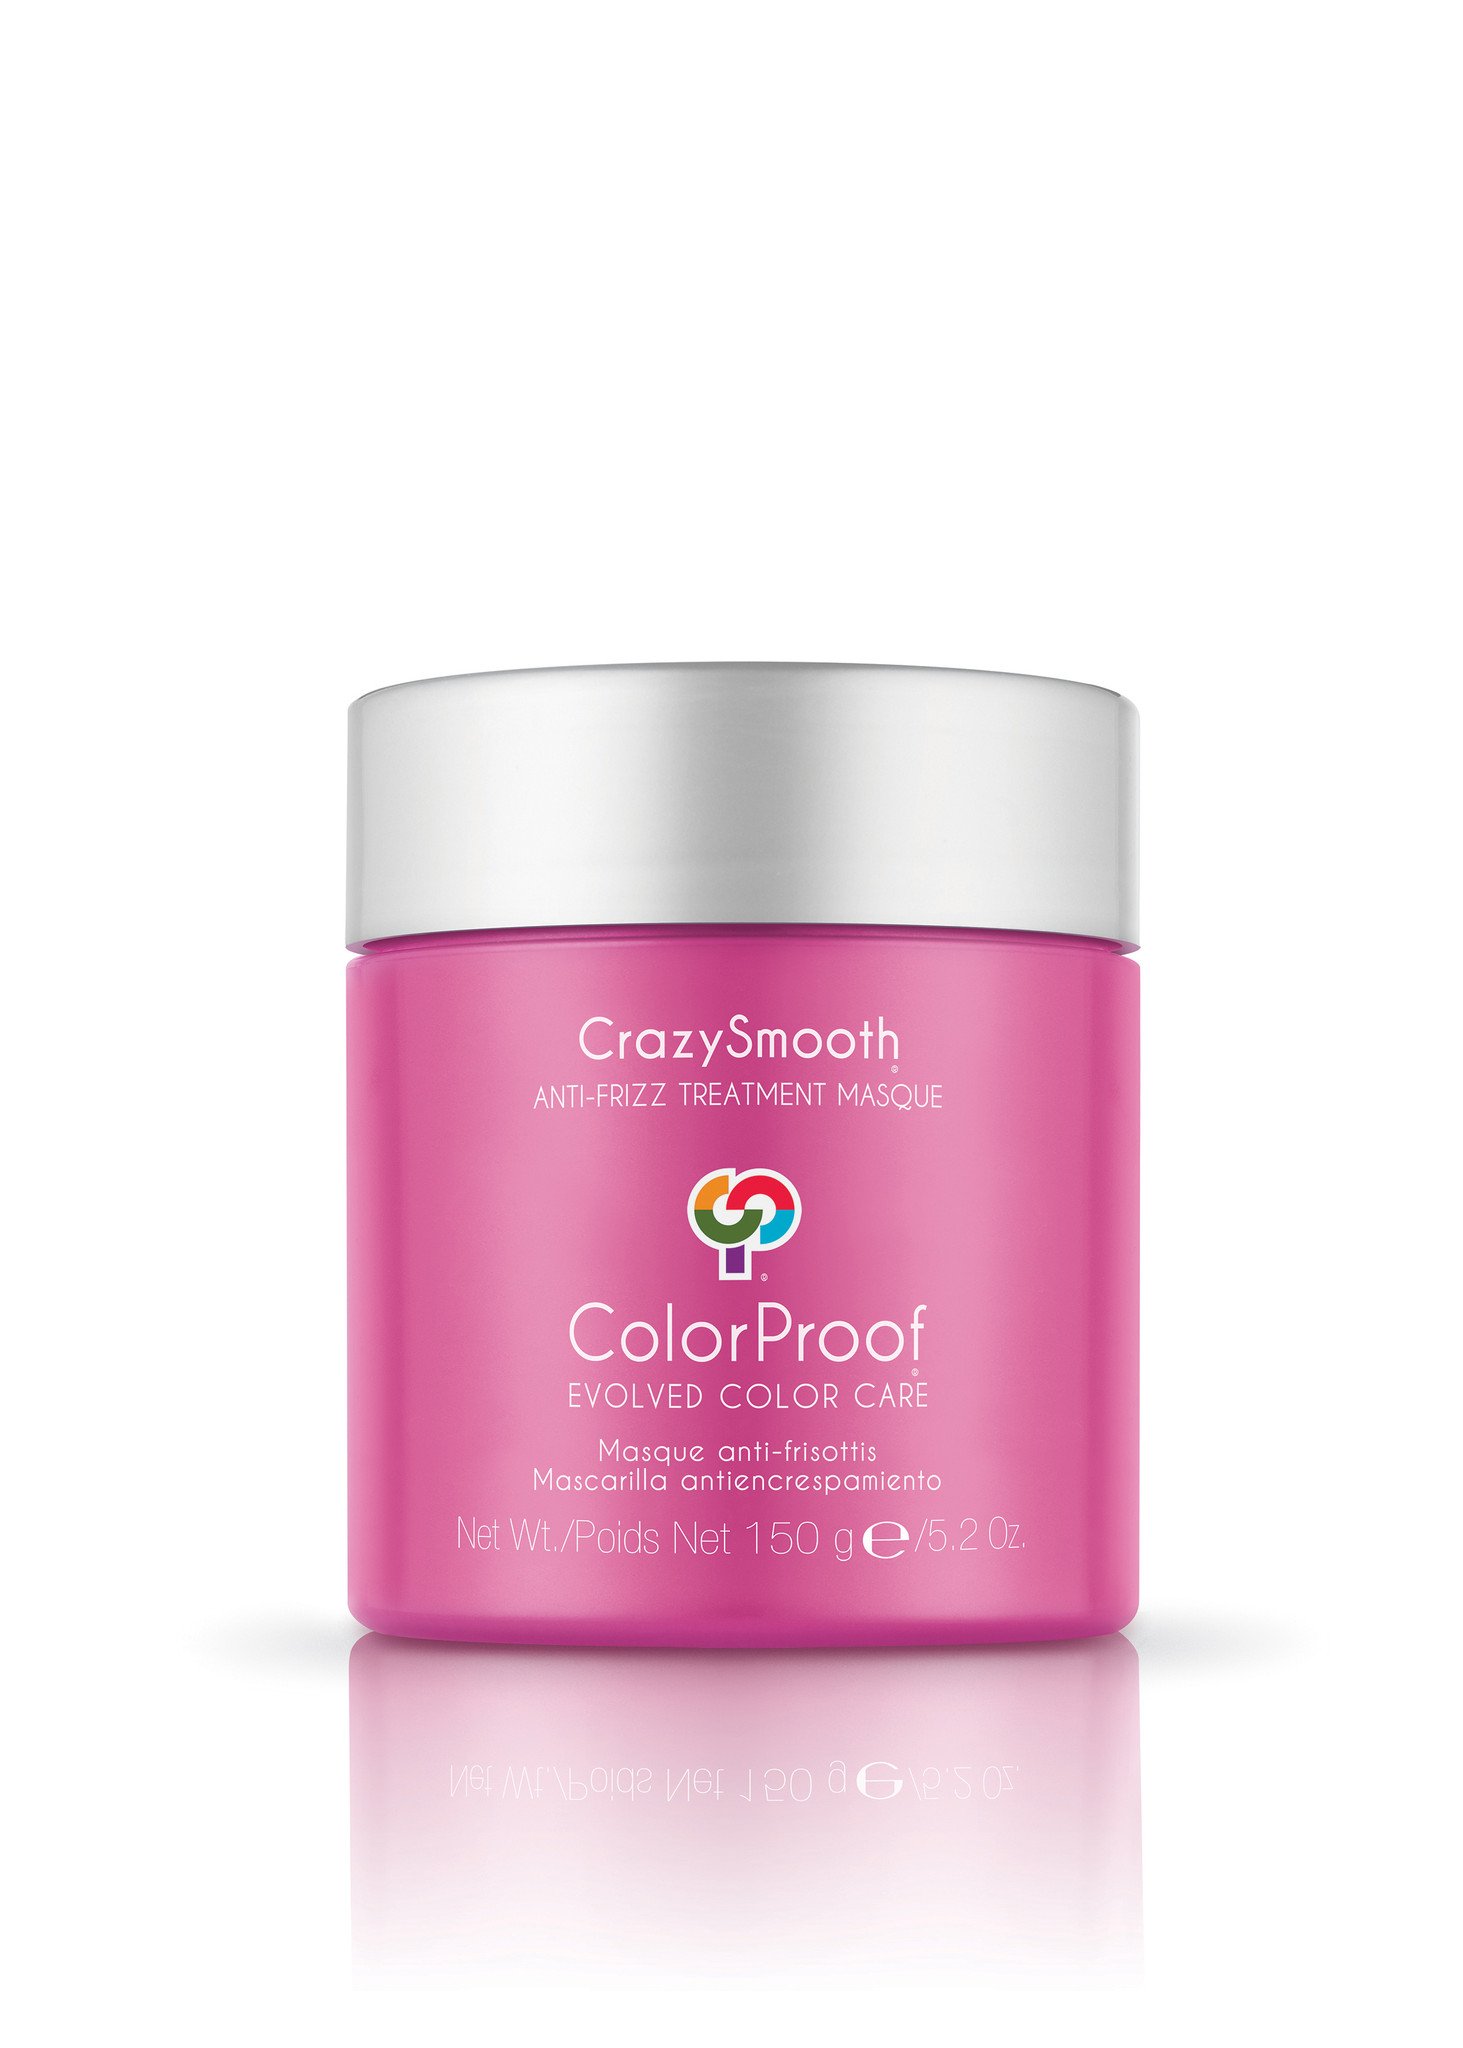 CrazySmooth®
ANTI-FRIZZ TREATMENT MASQUE
cp®
ColorProof®
EVOLVED COLOR CARE
Masque anti-frisottis
Mascarilla antiencrespamiento
Net Wt./Poids Net 150 g ℮/5.2 Oz.